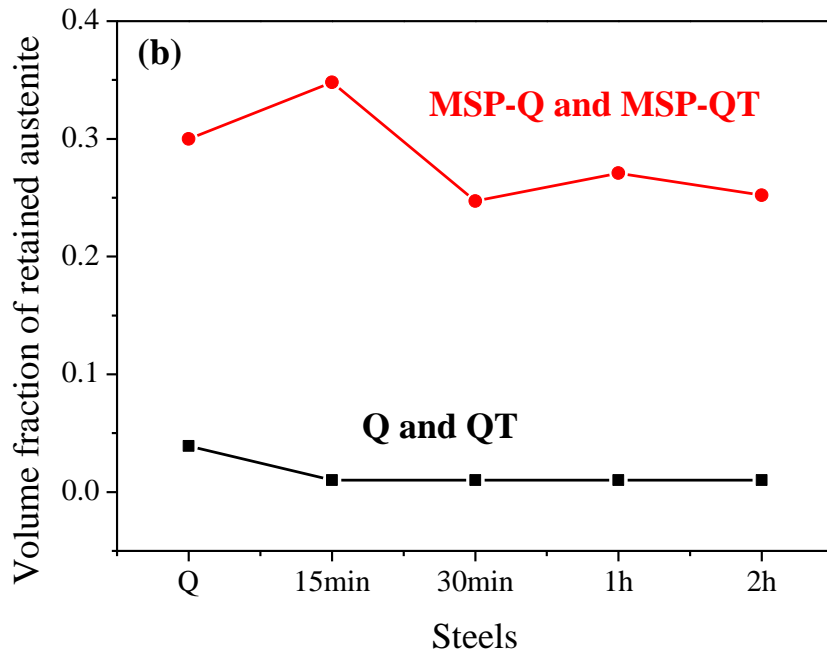 (b)
MSP-Q and MSP-QT
Q and QT
Volume fraction of retained austenite
0.4
0.3
0.2
0.1
0.0
Q 15min 30min 1h 2h
Steels